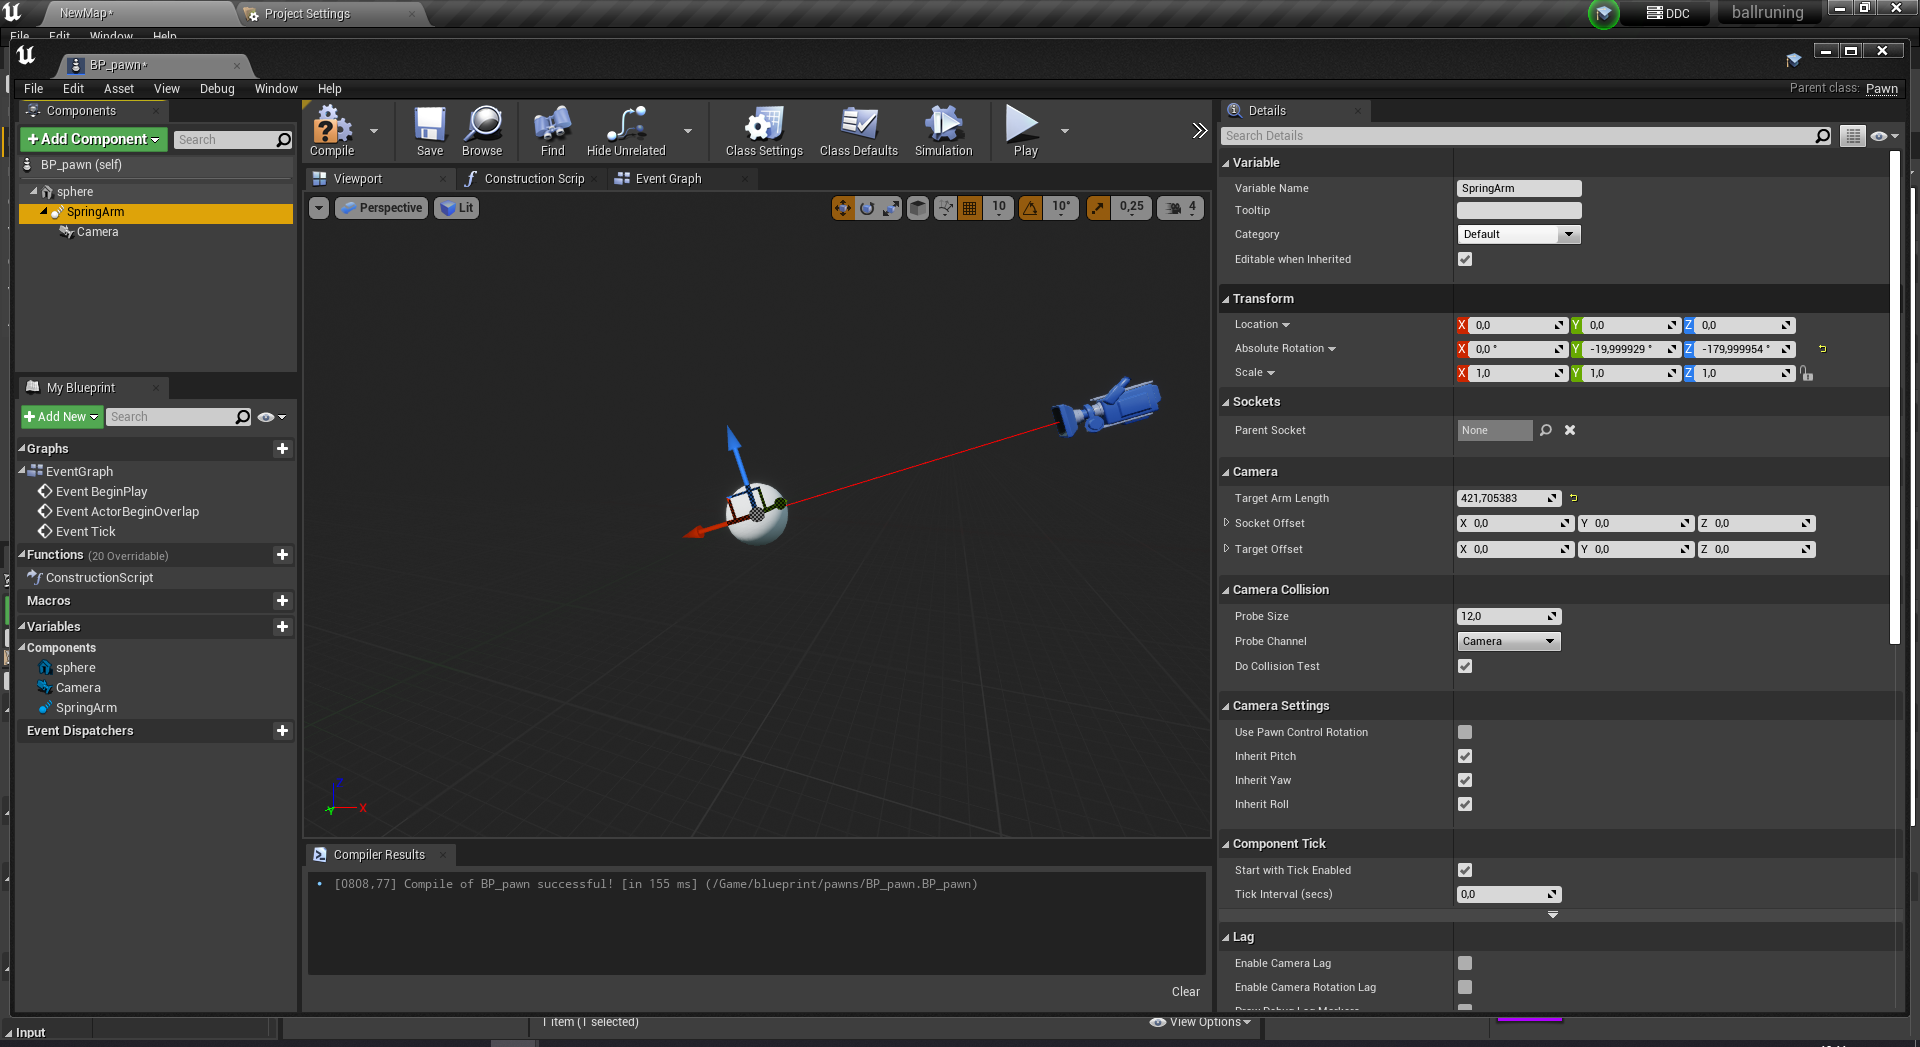 NewMap*
Project Settings
DDC
ballruning
File Edit Window Help
BP_pawn*
File Edit Asset View Debug Window Help
Parent class: Pawn
Components
+Add Component
Search
BP_pawn (self)
sphere
SpringArm
Camera
My Blueprint
+Add New
Search
Graphs
EventGraph
Event BeginPlay
Event ActorBeginOverlap
Event Tick
Functions (20 Overridable)
ConstructionScript
Macros
Variables
Components
sphere
Camera
SpringArm
Event Dispatchers
Compile
Save
Browse
Find
Hide Unrelated
Class Settings
Class Defaults
Simulation
Play
Viewport
Construction Scrip
Event Graph
Perspective
Lit
10
10°
0,25
4
Z
Y
X
Compiler Results
• [0808,77] Compile of BP_pawn successful! [in 155 ms] (/Game/blueprint/pawns/BP_pawn.BP_pawn)
Clear
Details
Search Details
Variable
Variable Name SpringArm
Tooltip
Category Default
Editable when Inherited
Transform
Location X 0,0 Y 0,0 Z 0,0
Absolute Rotation X 0,0 ° Y -19,999929 ° Z -179,999954 °
Scale X 1,0 Y 1,0 Z 1,0
Sockets
Parent Socket None
Camera
Target Arm Length 421,705383
Socket Offset X 0,0 Y 0,0 Z 0,0
Target Offset X 0,0 Y 0,0 Z 0,0
Camera Collision
Probe Size 12,0
Probe Channel Camera
Do Collision Test
Camera Settings
Use Pawn Control Rotation
Inherit Pitch
Inherit Yaw
Inherit Roll
Component Tick
Start with Tick Enabled
Tick Interval (secs) 0,0
Lag
Enable Camera Lag
Enable Camera Rotation Lag
Input
1 item (1 selected)
View Options